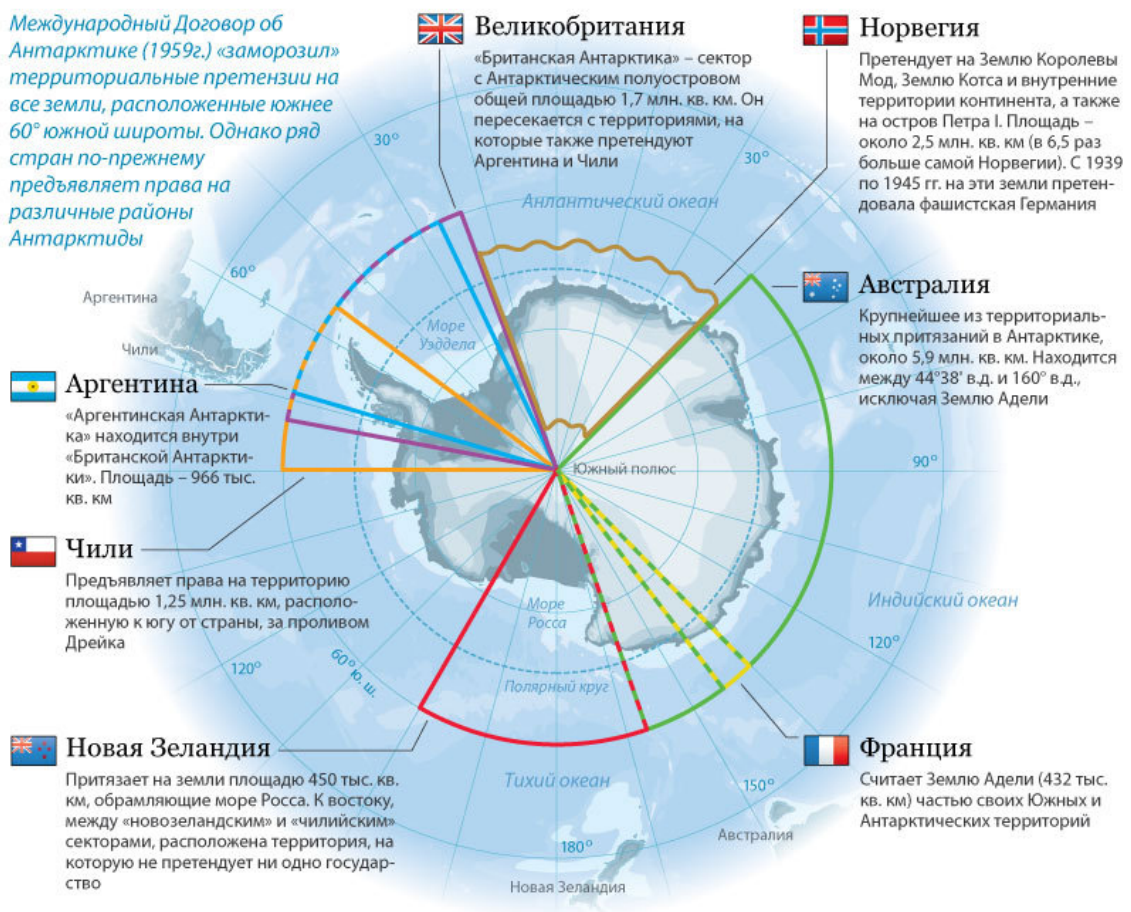 Международный Договор об
Антарктике (1959г.) «заморозил»
территориальные претензии на
все земли, расположенные южнее
60° южной широты. Однако ряд
стран по-прежнему
предъявляет права на
различные районы
Антарктиды
Великобритания
«Британская Антарктика» – сектор
с Антарктическим полуостровом
общей площадью 1,7 млн. кв. км. Он
пересекается с территориями, на
которые также претендуют
Аргентина и Чили
Норвегия
Претендует на Землю Королевы
Мод, Землю Котса и внутренние
территории континента, а также
на остров Петра I. Площадь –
около 2,5 млн. кв. км (в 6,5 раз
больше самой Норвегии). С 1939
по 1945 гг. на эти земли претен-
довала фашистская Германия
30°
30°
Анлантический океан
60°
60°
Аргентина
Чили
Море
Уэддела
Австралия
Крупнейшее из территориаль-
ных притязаний в Антарктике,
около 5,9 млн. кв. км. Находится
между 44°38' в.д. и 160° в.д.,
исключая Землю Адели
Аргентина
«Аргентинская Антаркти-
ка» находится внутри
«Британской Антаркти-
ки». Площадь – 966 тыс.
кв. км
Южный полюс
90°
Чили
Предъявляет права на территорию
площадью 1,25 млн. кв. км, располо-
женную к югу от страны, за проливом
Дрейка
Море
Росса
Индийский океан
120°
120°
60° ю. ш.
Полярный круг
Новая Зеландия
Притязает на земли площадю 450 тыс. кв.
км, обрамляющие море Росса. К востоку,
между «новозеландским» и «чилийским»
секторами, расположена территория, на
которую не претендует ни одно государ-
ство
Тихий океан
150°
Австралия
180°
Новая Зеландия
Франция
Считает Землю Адели (432 тыс.
кв. км) частью своих Южных и
Антарктических территорий